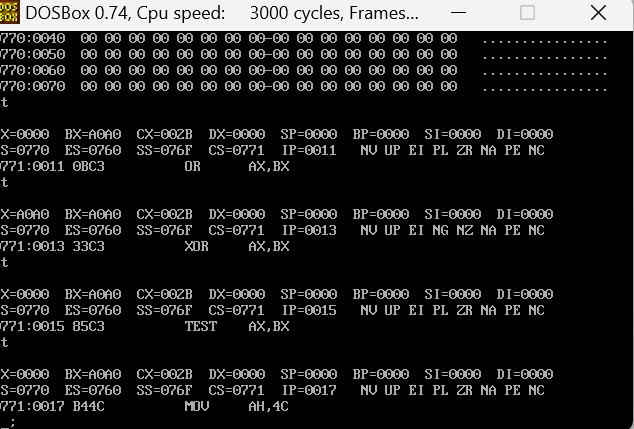 DOS BOX DOSBox 0.74, Cpu speed: 3000 cycles, Frames...
0770:0040 00 00 00 00 00 00 00 00-00 00 00 00 00 00 00 00 ................
0770:0050 00 00 00 00 00 00 00 00-00 00 00 00 00 00 00 00 ................
0770:0060 00 00 00 00 00 00 00 00-00 00 00 00 00 00 00 00 ................
0770:0070 00 00 00 00 00 00 00 00-00 00 00 00 00 00 00 00 ................
t
X=0000 BX=A0A0 CX=002B DX=0000 SP=0000 BP=0000 SI=0000 DI=0000
S=0770 ES=0760 SS=076F CS=0771 IP=0011 NV UP EI PL ZR NA PE NC
0771:0011 0BC3 OR AX,BX
t
X=A0A0 BX=A0A0 CX=002B DX=0000 SP=0000 BP=0000 SI=0000 DI=0000
S=0770 ES=0760 SS=076F CS=0771 IP=0013 NV UP EI NG NZ NA PE NC
0771:0013 33C3 XOR AX,BX
t
X=0000 BX=A0A0 CX=002B DX=0000 SP=0000 BP=0000 SI=0000 DI=0000
S=0770 ES=0760 SS=076F CS=0771 IP=0015 NV UP EI PL ZR NA PE NC
0771:0015 85C3 TEST AX,BX
t
X=0000 BX=A0A0 CX=002B DX=0000 SP=0000 BP=0000 SI=0000 DI=0000
S=0770 ES=0760 SS=076F CS=0771 IP=0017 NV UP EI PL ZR NA PE NC
0771:0017 B44C MOV AH,4C
_;